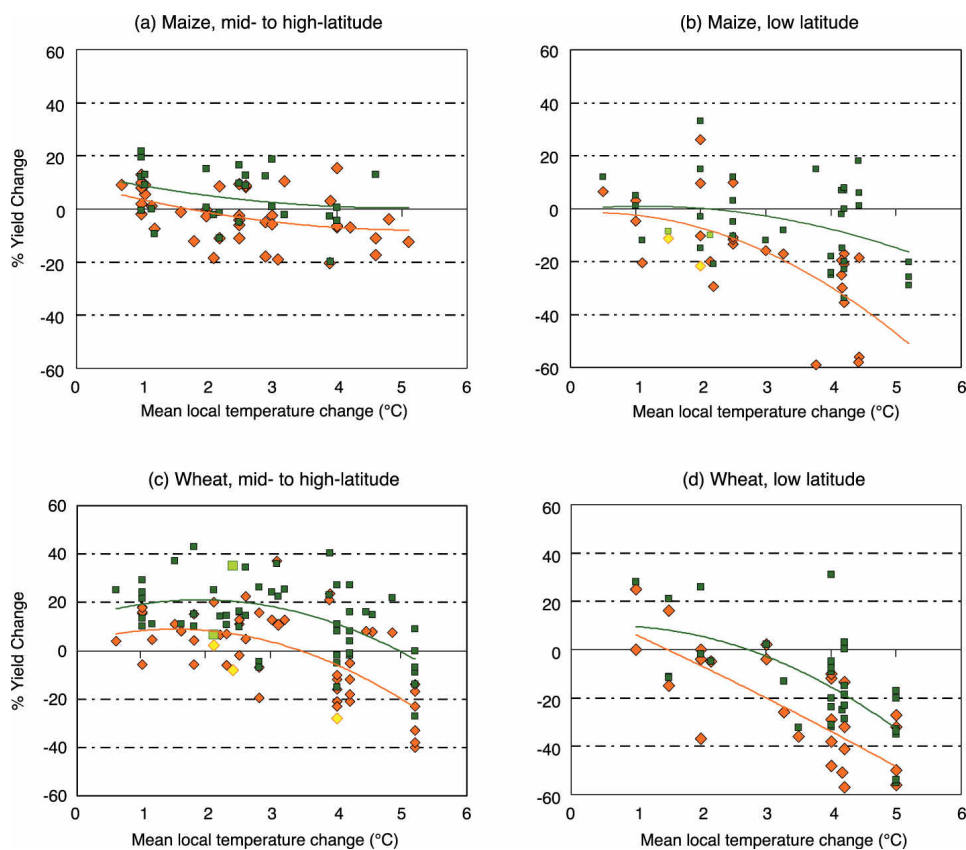 (a) Maize, mid- to high-latitude
60
40
20
0
-20
-40
-60
% Yield Change
0 1 2 3 4 5 6
Mean local temperature change (°C)
(b) Maize, low latitude
60
40
20
0
-20
-40
-60
0 1 2 3 4 5 6
Mean local temperature change (°C)
(c) Wheat, mid- to high-latitude
60
40
20
0
-20
-40
-60
% Yield Change
0 1 2 3 4 5 6
Mean local temperature change (°C)
(d) Wheat, low latitude
60
40
20
0
-20
-40
-60
0 1 2 3 4 5 6
Mean local temperature change (°C)